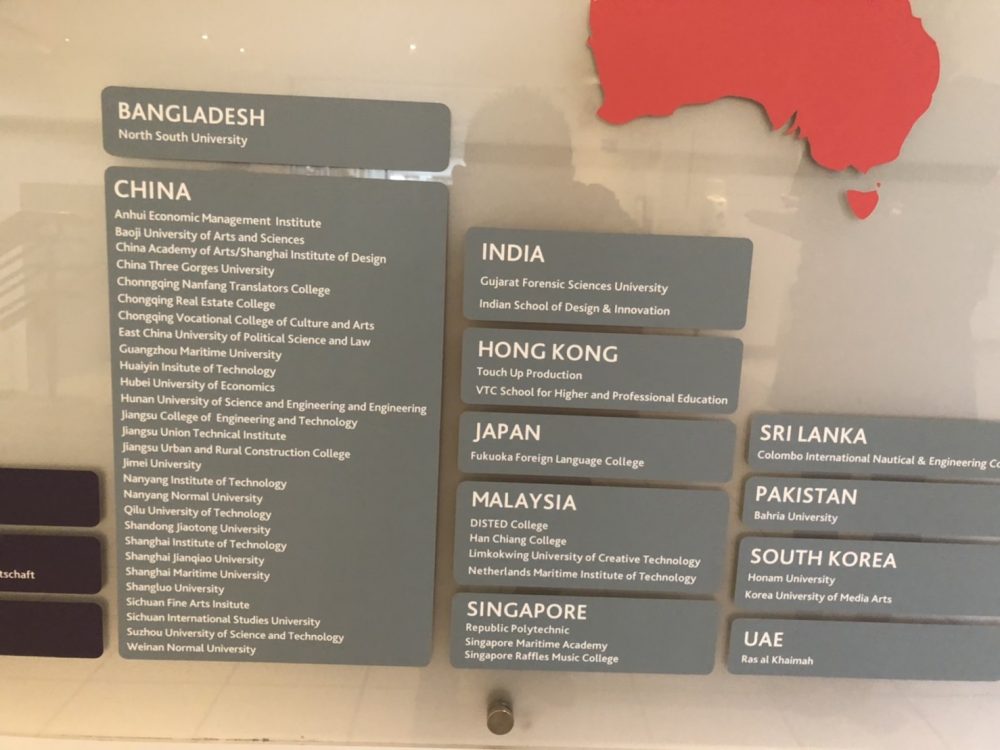 BANGLADESH
North South University
CHINA
Anhui Economic Management Institute
Baoji University of Arts and Sciences
China Academy of Arts/Shanghai Institute of Design
China Three Gorges University
Chonngqing Nanfang Translators College
Chongqing Real Estate College
Chongqing Vocational College of Culture and Arts
East China University of Political Science and Law
Guangzhou Maritime University
Huaiyin Insitute of Technology
Hubei University of Economics
Hunan University of Science and Engineering and Engineering
Jiangsu College of Engineering and Technology
Jiangsu Union Technical Institute
Jiangsu Urban and Rural Construction College
Jimei University
Nanyang Institute of Technology
Nanyang Normal University
Qilu University of Technology
Shandong Jiaotong University
Shanghai Institute of Technology
Shanghai Jianqiao University
Shanghai Maritime University
Shangluo University
Sichuan Fine Arts Insitute
Sichuan International Studies University
Suzhou University of Science and Technology
Weinan Normal University
tschaft
INDIA
Gujarat Forensic Sciences University
Indian School of Design & Innovation
HONG KONG
Touch Up Production
VTC School for Higher and Professional Education
JAPAN
Fukuoka Foreign Language College
MALAYSIA
DISTED College
Han Chiang College
Limkokwing University of Creative Technology
Netherlands Maritime Institute of Technology
SINGAPORE
Republic Polytechnic
Singapore Maritime Academy
Singapore Raffles Music College
SRI LANKA
Colombo International Nautical & Engineering Co
PAKISTAN
Bahria University
SOUTH KOREA
Honam University
Korea University of Media Arts
UAE
Ras al Khaimah